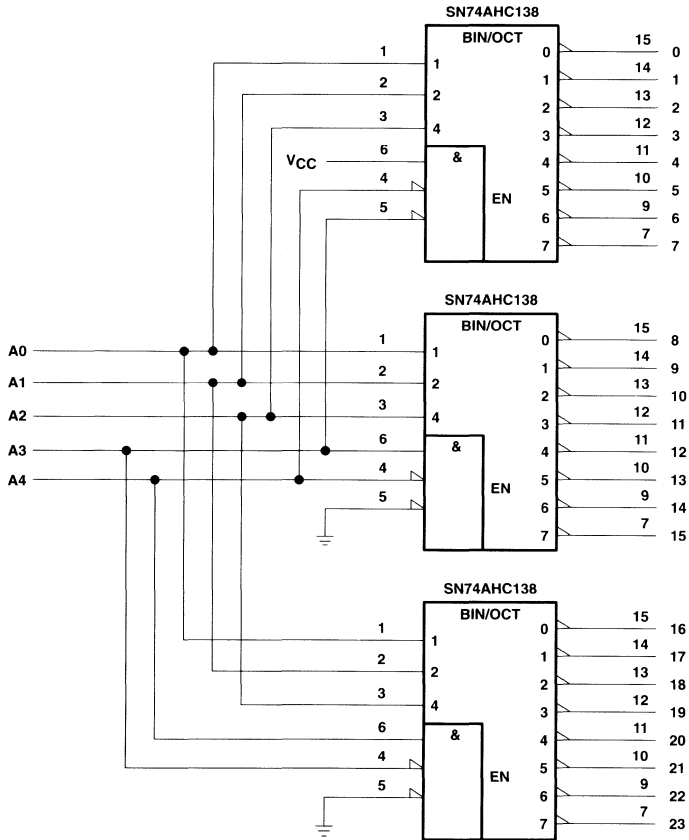 SN74AHC138
BIN/OCT
1 1 0 15 0
2 2 1 14 1
3 4 2 13 2
VCC 6 & 3 12 3
4 EN 4 11 4
5 5 10 5
6 9 6
7 7 7
SN74AHC138
BIN/OCT
A0 1 1 0 15 8
A1 2 2 1 14 9
A2 3 4 2 13 10
A3 6 & 3 12 11
A4 4 EN 4 11 12
5 5 10 13
6 9 14
7 7 15
SN74AHC138
BIN/OCT
1 1 0 15 16
2 2 1 14 17
3 4 2 13 18
6 & 3 12 19
4 EN 4 11 20
5 5 10 21
6 9 22
7 7 23